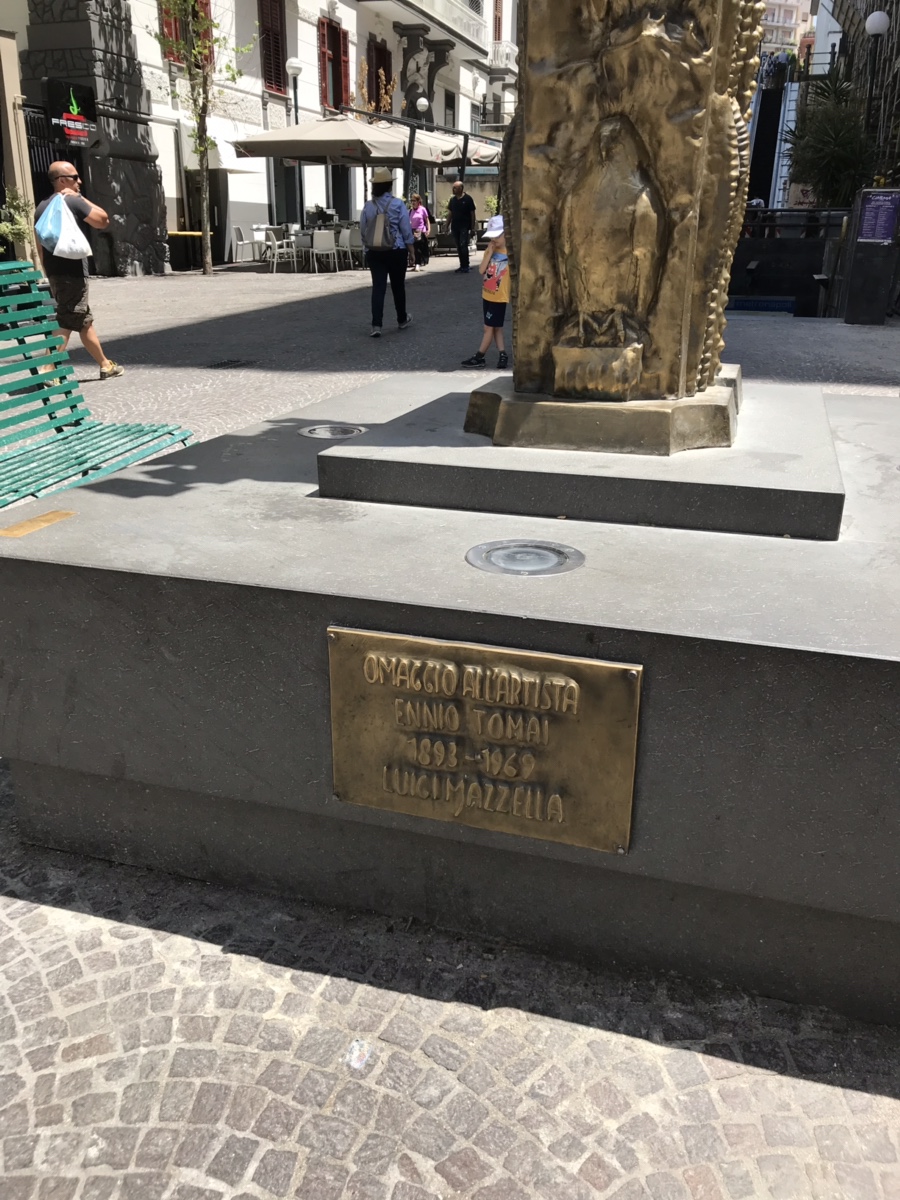 FRESCO
OMAGGIO ALL'ARTISTA
ENNIO TOMAI
1893-1969
LUIGI MAZZELLA